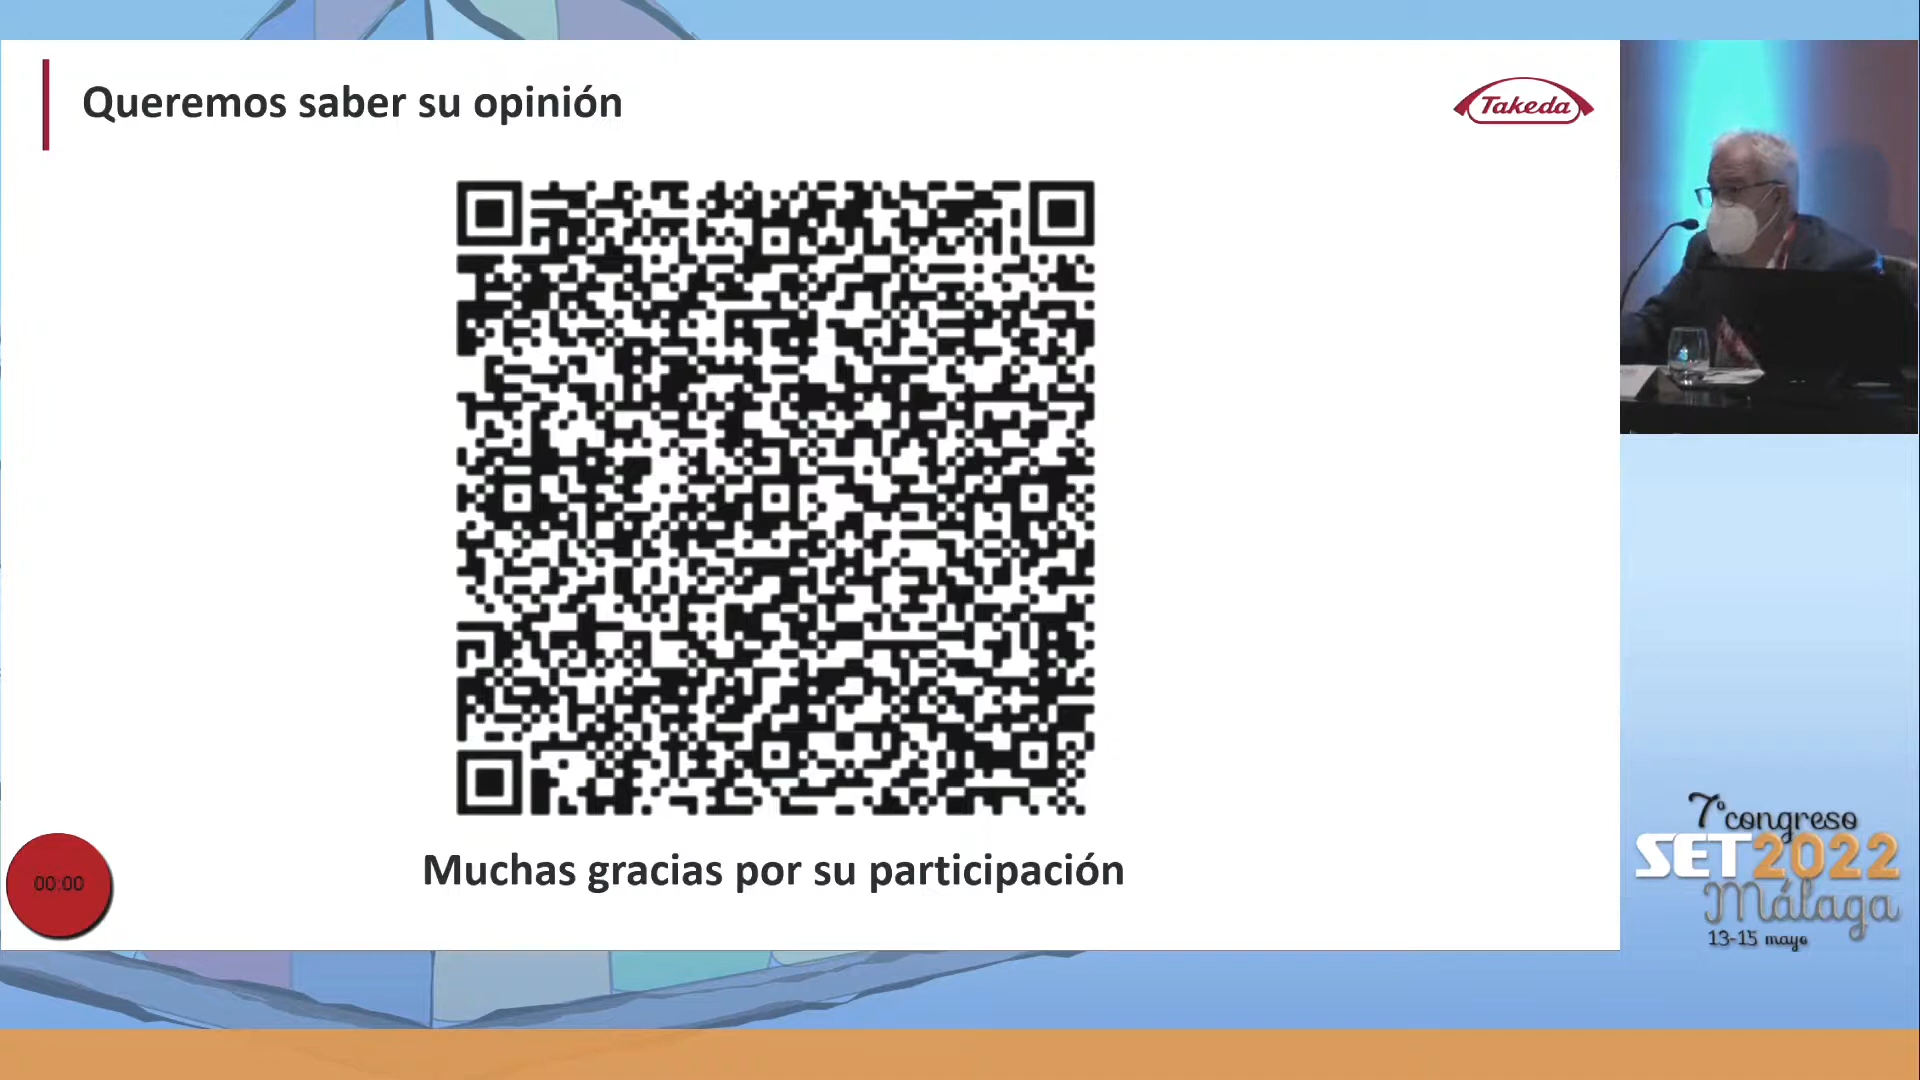 Queremos saber su opinión
Takeda
Muchas gracias por su participación
00:00
7º congreso
SET2022
Málaga
13-15 mayo